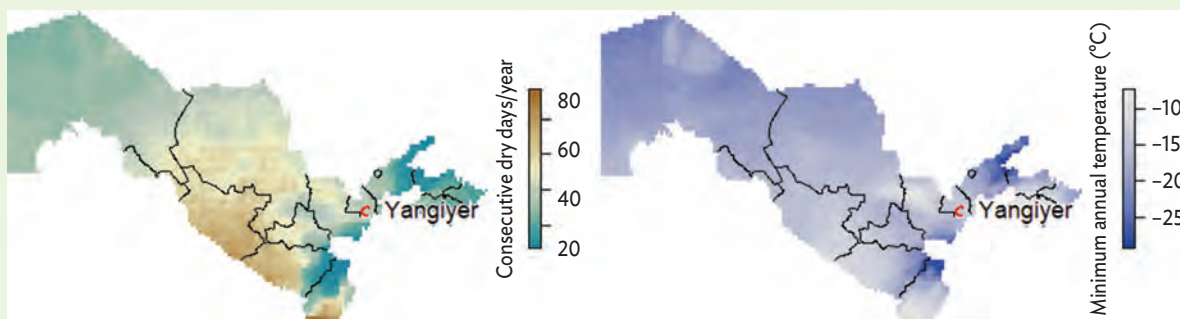 Consecutive dry days/year
80
60
40
20
Yangiyer
Minimum annual temperature (°C)
–10
–15
–20
–25
Yangiyer